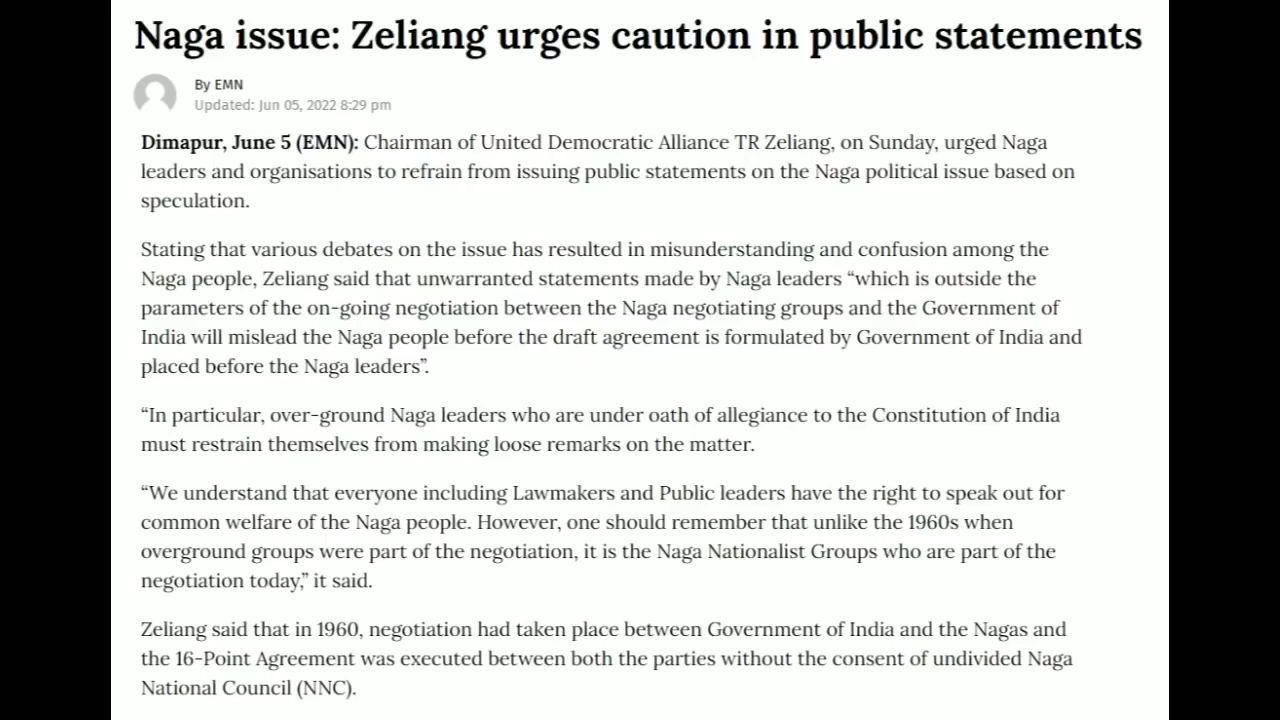 Naga issue: Zeliang urges caution in public statements
By EMN
Updated: Jun 05, 2022 8:29 pm
Dimapur, June 5 (EMN): Chairman of United Democratic Alliance TR Zeliang, on Sunday, urged Naga
leaders and organisations to refrain from issuing public statements on the Naga political issue based on
speculation.
Stating that various debates on the issue has resulted in misunderstanding and confusion among the
Naga people, Zeliang said that unwarranted statements made by Naga leaders “which is outside the
parameters of the on-going negotiation between the Naga negotiating groups and the Government of
India will mislead the Naga people before the draft agreement is formulated by Government of India and
placed before the Naga leaders”.
“In particular, over-ground Naga leaders who are under oath of allegiance to the Constitution of India
must restrain themselves from making loose remarks on the matter.
“We understand that everyone including Lawmakers and Public leaders have the right to speak out for
common welfare of the Naga people. However, one should remember that unlike the 1960s when
overground groups were part of the negotiation, it is the Naga Nationalist Groups who are part of the
negotiation today,” it said.
Zeliang said that in 1960, negotiation had taken place between Government of India and the Nagas and
the 16-Point Agreement was executed between both the parties without the consent of undivided Naga
National Council (NNC).